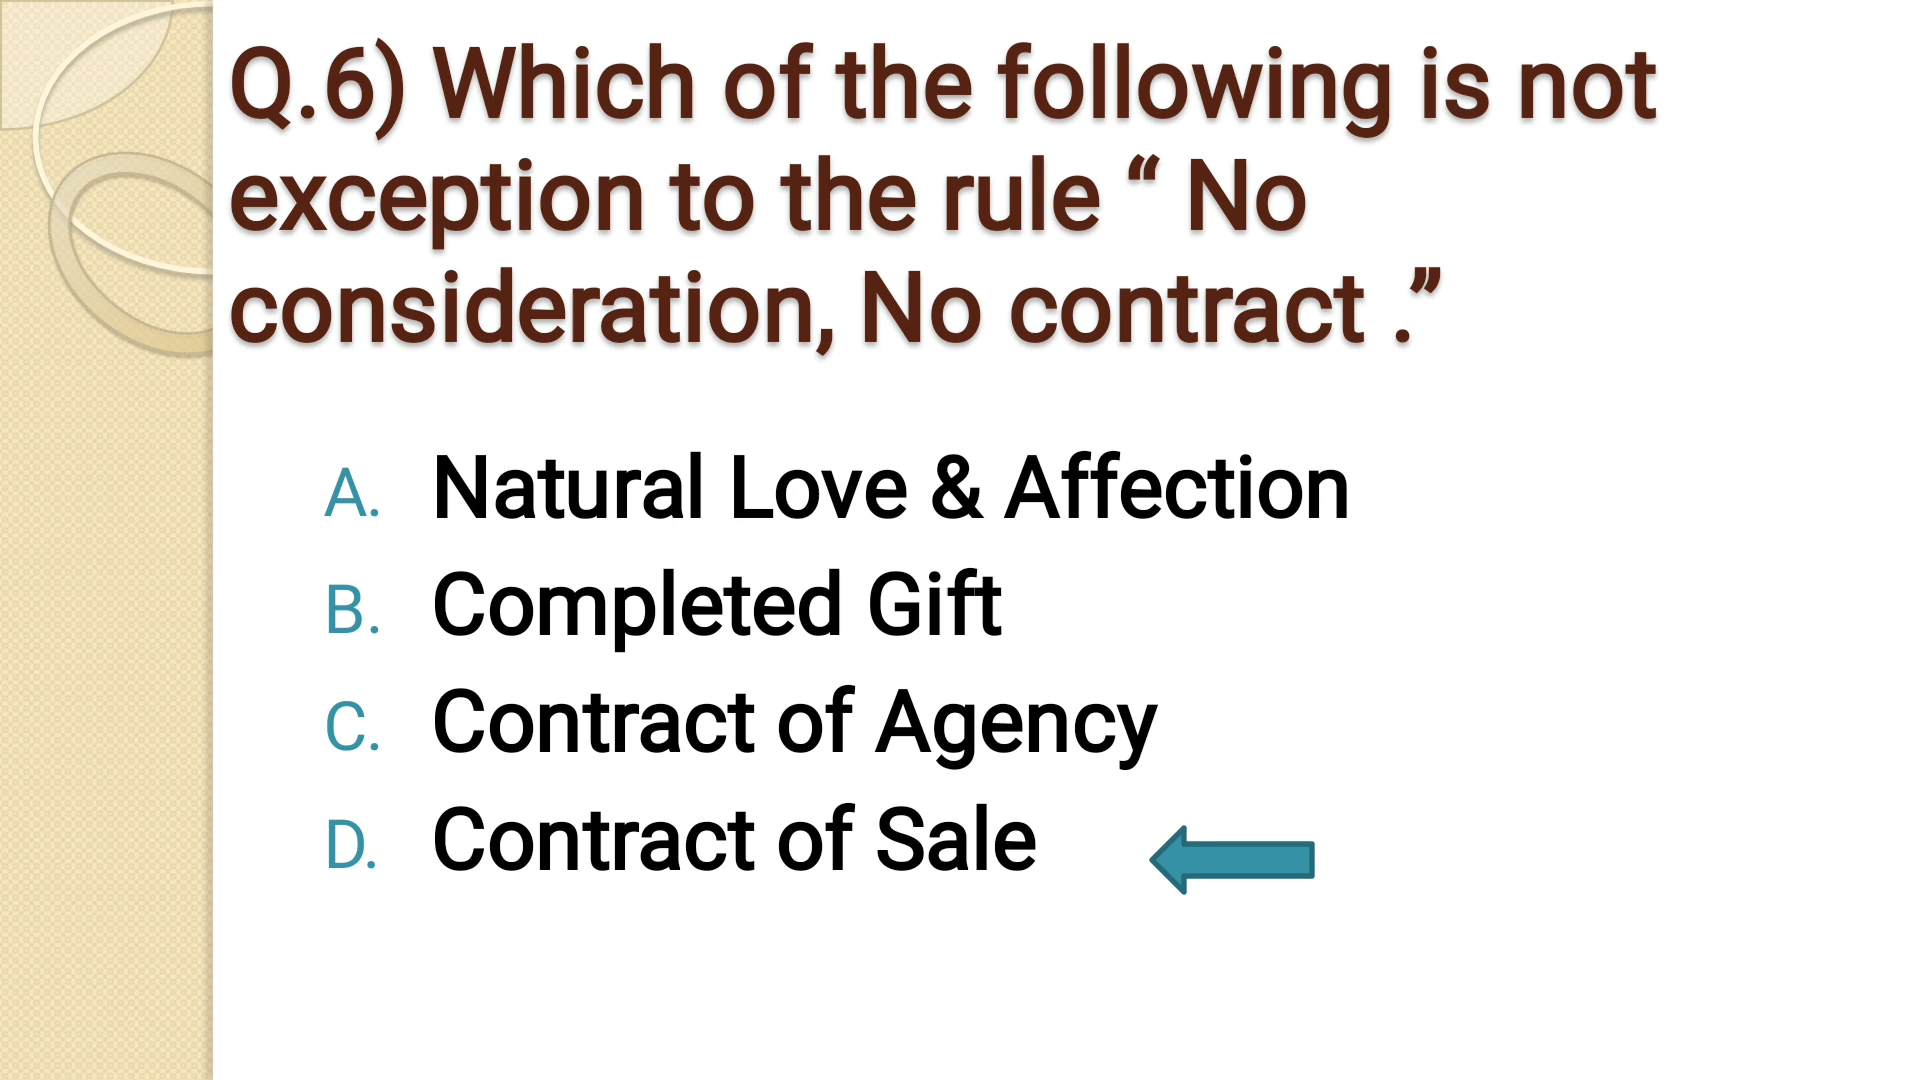 Q.6) Which of the following is not
exception to the rule “ No
consideration, No contract .”
A. Natural Love & Affection
B. Completed Gift
C. Contract of Agency
D. Contract of Sale